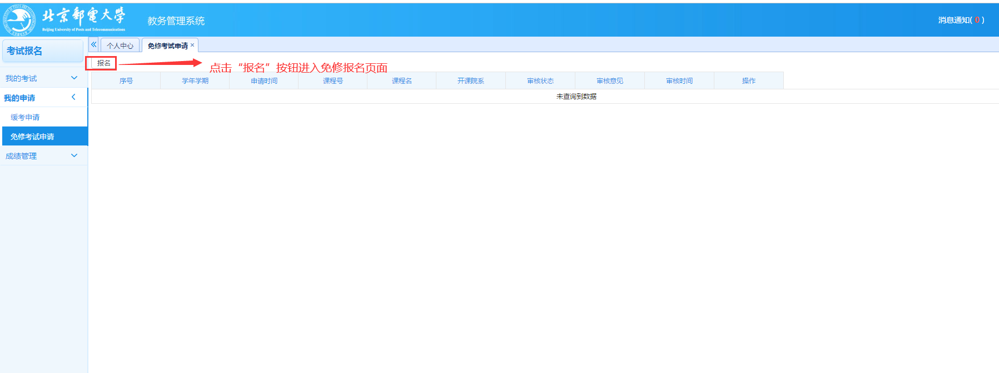 北京郵電大學
Beijing University of Posts and Telecommunications
教务管理系统
消息通知( 0 )
考试报名
个人中心
免修考试申请 ×
报名
点击“报名”按钮进入免修报名页面
我的考试
我的申请
缓考申请
免修考试申请
成绩管理
序号 学年学期 申请时间 课程号 课程名 开课院系 审核状态 审核意见 审核时间 操作
未查询到数据